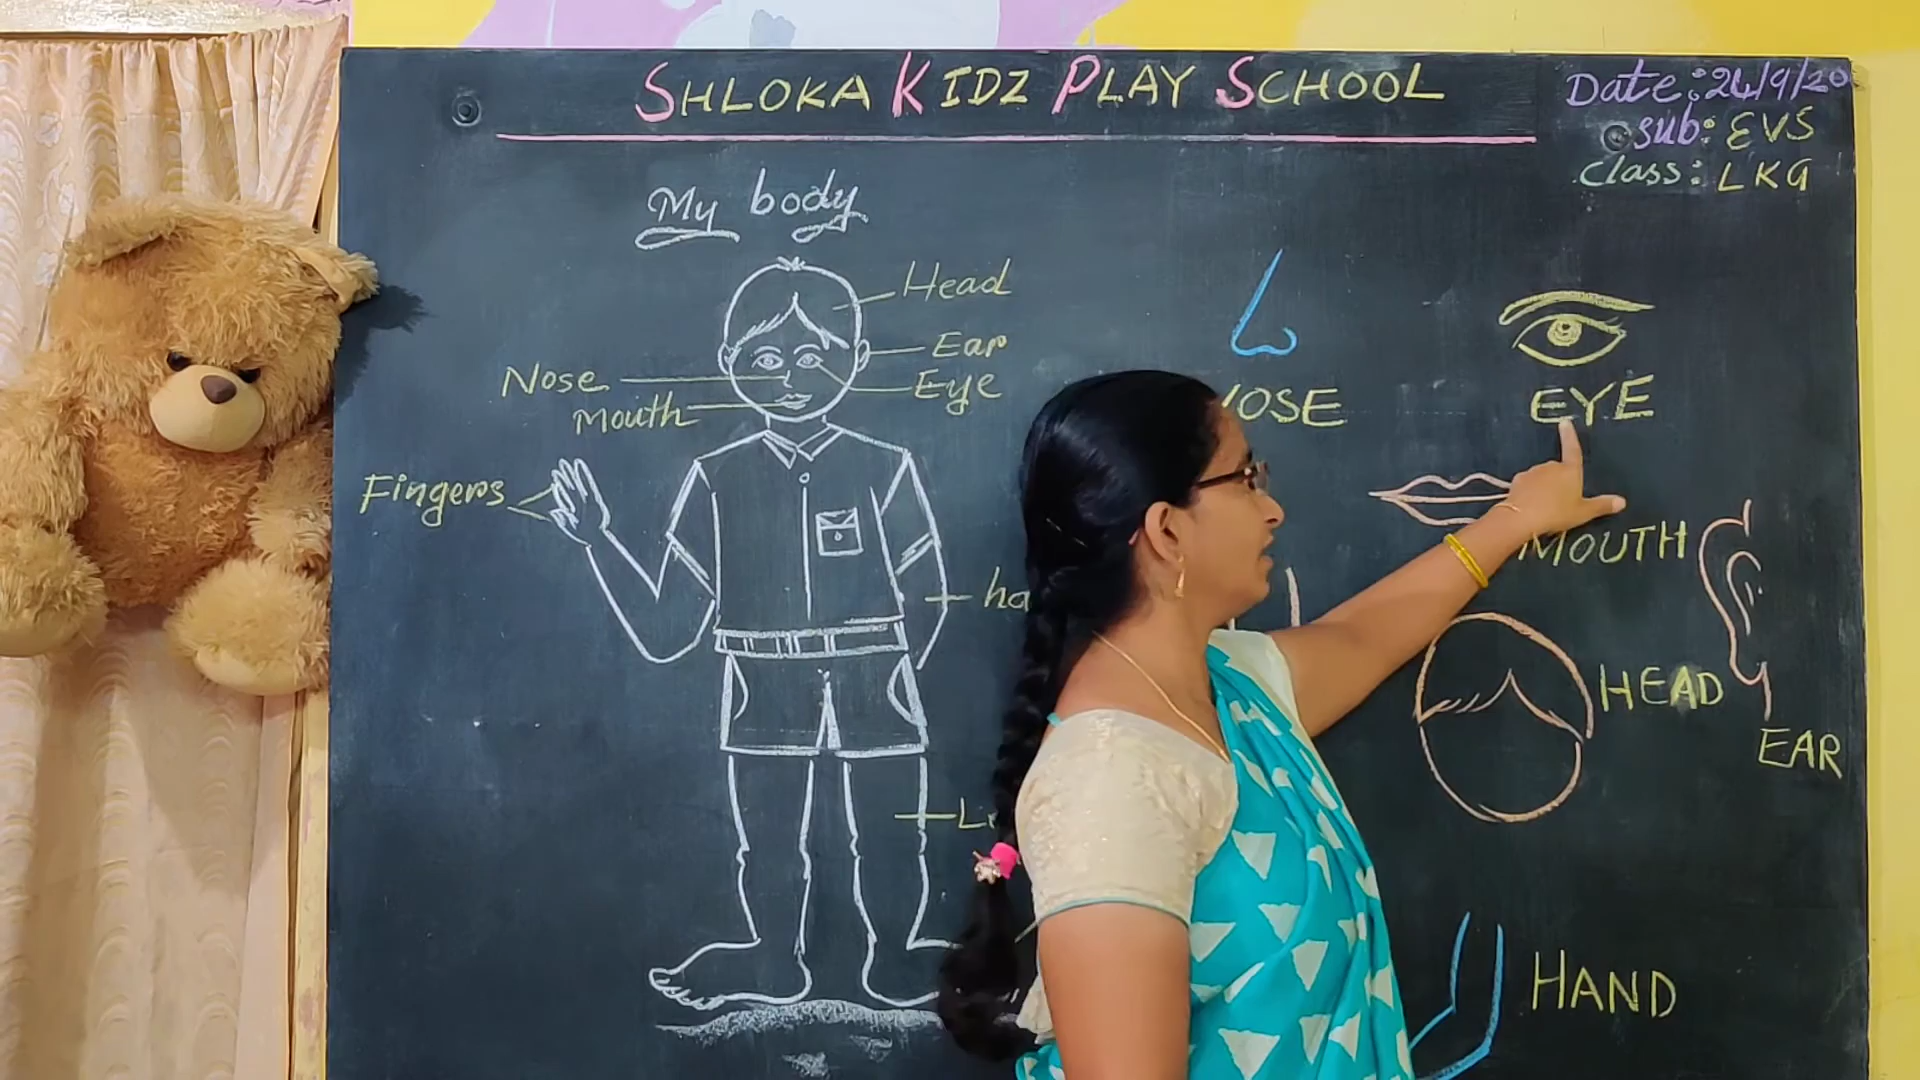 SHLOKA KIDZ PLAY SCHOOL
Date: 24/9/20
Sub: EVS
Class: LKG
My body
Head
Ear
Nose
Eye
Mouth
Fingers
EYE
MOUTH
HEAD
EAR
HAND